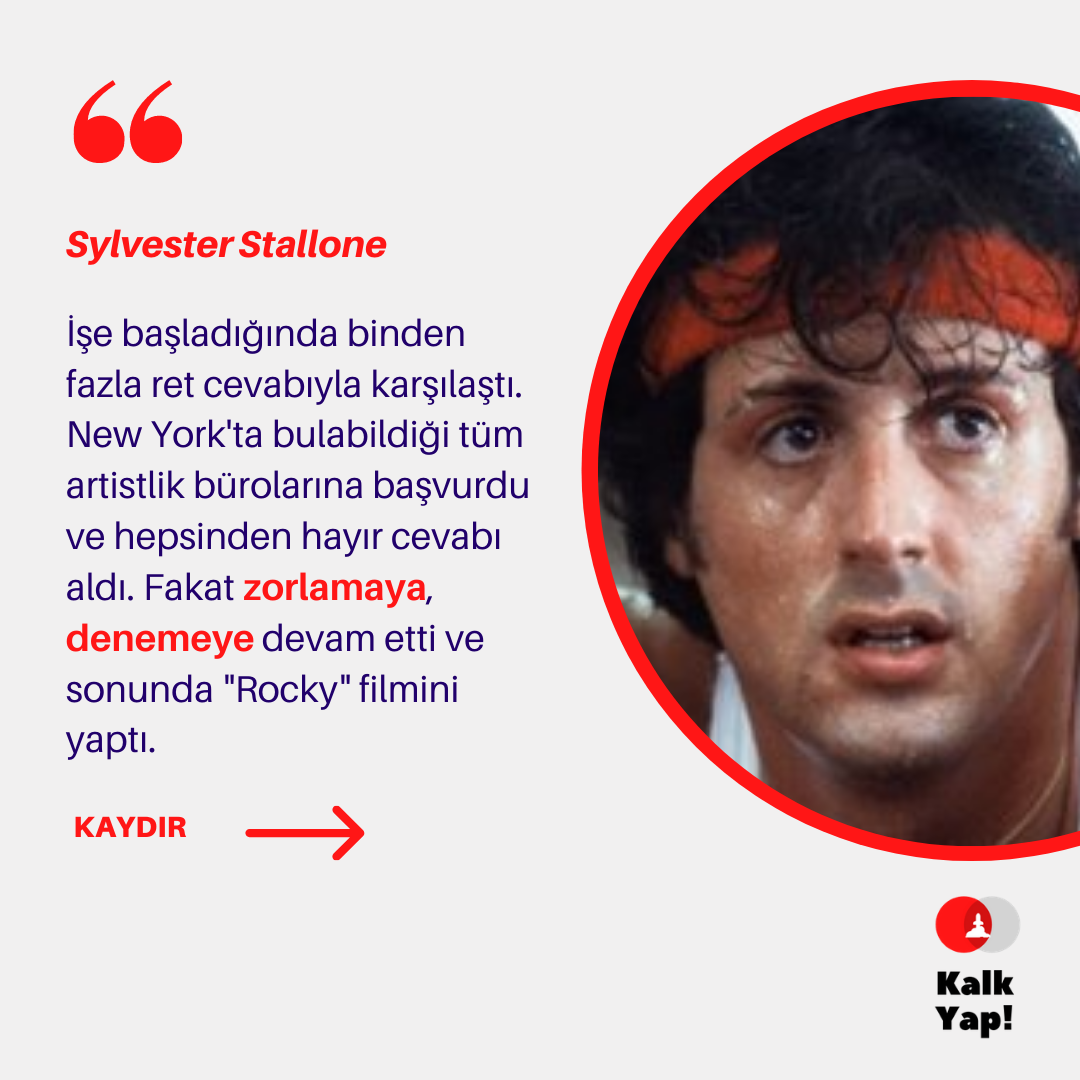 Sylvester Stallone
İşe başladığında binden
fazla ret cevabıyla karşılaştı.
New York'ta bulabildiği tüm
artistlik bürolarına başvurdu
ve hepsinden hayır cevabı
aldı. Fakat zorlamaya,
denemeye devam etti ve
sonunda "Rocky" filmini
yaptı.
KAYDIR
Kalk
Yap!